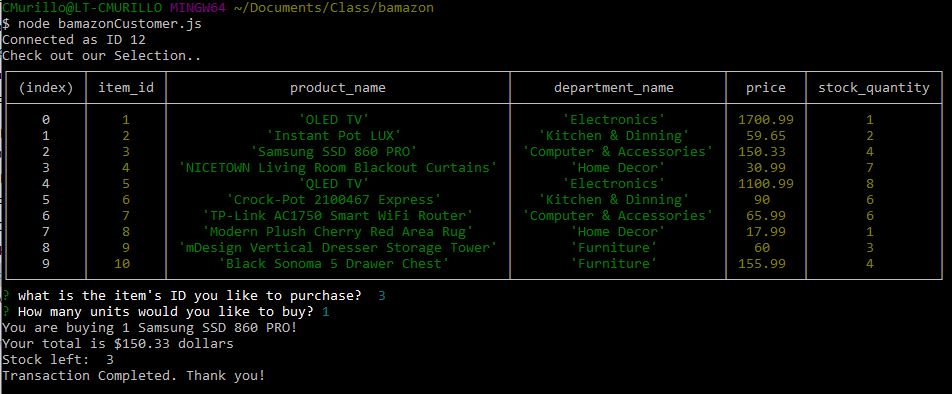 CMurillo@LT-CMURILLO MINGW64 ~/Documents/Class/bamazon
$ node bamazonCustomer.js
Connected as ID 12
Check out our Selection..
(index) item_id product_name department_name price stock_quantity
0 1 'OLED TV' 'Electronics' 1700.99 1
1 2 'Instant Pot LUX' 'Kitchen & Dinning' 59.65 2
2 3 'Samsung SSD 860 PRO' 'Computer & Accessories' 150.33 4
3 4 'NICETOWN Living Room Blackout Curtains' 'Home Decor' 30.99 7
4 5 'QLED TV' 'Electronics' 1100.99 8
5 6 'Crock-Pot 2100467 Express' 'Kitchen & Dinning' 90 6
6 7 'TP-Link AC1750 Smart WiFi Router' 'Computer & Accessories' 65.99 6
7 8 'Modern Plush Cherry Red Area Rug' 'Home Decor' 17.99 1
8 9 'mDesign Vertical Dresser Storage Tower' 'Furniture' 60 3
9 10 'Black Sonoma 5 Drawer Chest' 'Furniture' 155.99 4
? what is the item's ID you like to purchase? 3
? How many units would you like to buy? 1
You are buying 1 Samsung SSD 860 PRO!
Your total is $150.33 dollars
Stock left: 3
Transaction Completed. Thank you!